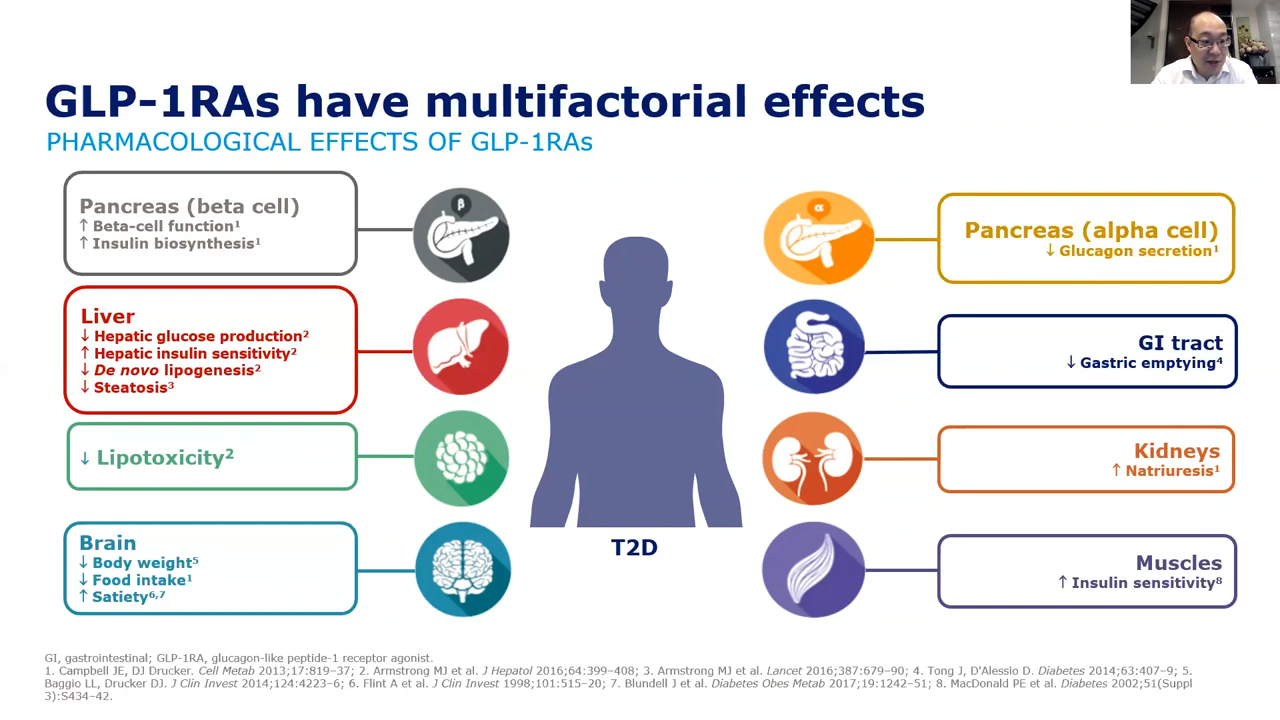 GLP-1RAs have multifactorial effects
PHARMACOLOGICAL EFFECTS OF GLP-1RAs
Pancreas (beta cell)
↑ Beta-cell function¹
↑ Insulin biosynthesis¹
β
Liver
↓ Hepatic glucose production²
↑ Hepatic insulin sensitivity²
↓ De novo lipogenesis²
↓ Steatosis³
↓ Lipotoxicity²
Brain
↓ Body weight⁵
↓ Food intake¹
↑ Satiety⁶,⁷
T2D
α
Pancreas (alpha cell)
↓ Glucagon secretion¹
GI tract
↓ Gastric emptying⁴
Kidneys
↑ Natriuresis¹
Muscles
↑ Insulin sensitivity⁸
GI, gastrointestinal; GLP-1RA, glucagon-like peptide-1 receptor agonist.
1. Campbell JE, DJ Drucker. Cell Metab 2013;17:819–37; 2. Armstrong MJ et al. J Hepatol 2016;64:399–408; 3. Armstrong MJ et al. Lancet 2016;387:679–90; 4. Tong J, D'Alessio D. Diabetes 2014;63:407–9; 5.
Baggio LL, Drucker DJ. J Clin Invest 2014;124:4223–6; 6. Flint A et al. J Clin Invest 1998;101:515–20; 7. Blundell J et al. Diabetes Obes Metab 2017;19:1242–51; 8. MacDonald PE et al. Diabetes 2002;51(Suppl
3):S434–42.